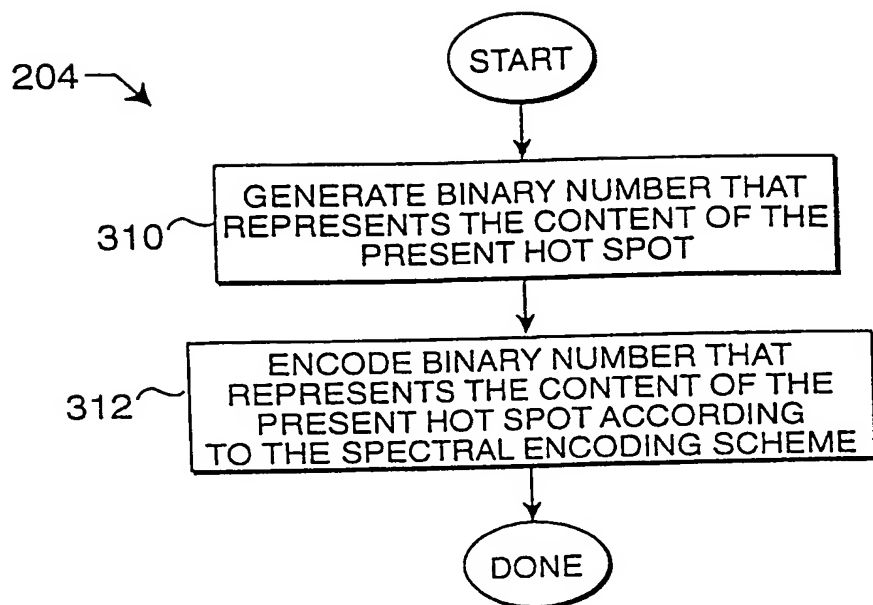 START
204
GENERATE BINARY NUMBER THAT
REPRESENTS THE CONTENT OF THE
PRESENT HOT SPOT
310
ENCODE BINARY NUMBER THAT
REPRESENTS THE CONTENT OF THE
PRESENT HOT SPOT ACCORDING
TO THE SPECTRAL ENCODING SCHEME
312
DONE